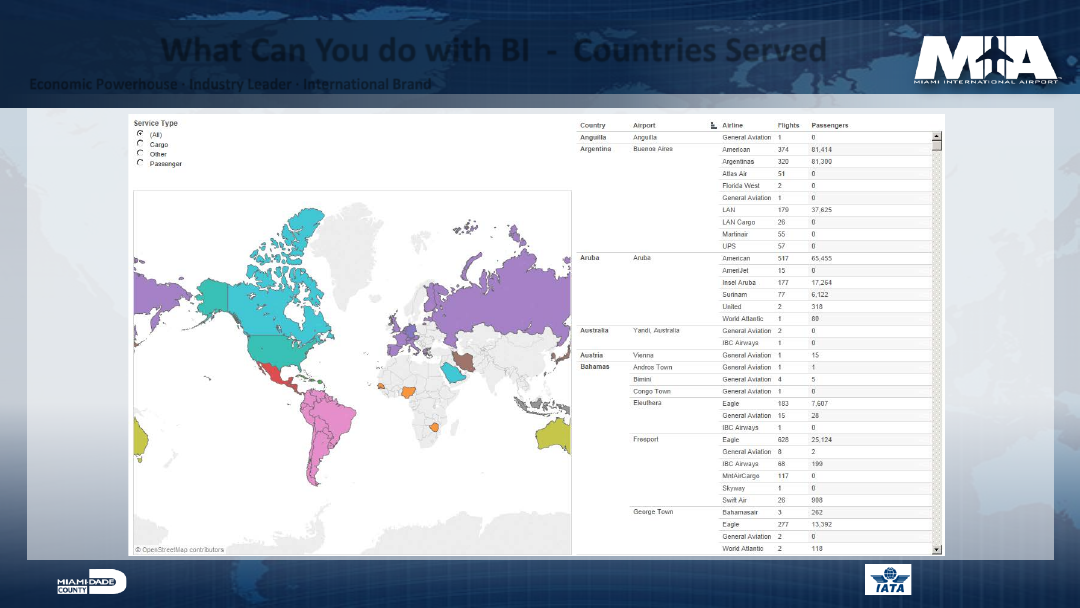 What Can You do with BI - Countries Served
Economic Powerhouse · Industry Leader · International Brand
MIA
MIAMI INTERNATIONAL AIRPORT
Service Type
(All)
Cargo
Other
Passenger
Country Airport Airline Flights Passengers
Anguilla Anguilla General Aviation 1 0
Argentina Buenos Aires American 374 81,414
Argentinas 320 81,300
Atlas Air 51 0
Florida West 2 0
General Aviation 1 0
LAN 179 37,625
LAN Cargo 26 0
Martinair 55 0
UPS 57 0
Aruba Aruba American 517 65,455
AmeriJet 15 0
Insel Aruba 177 17,264
Surinam 77 6,122
United 2 318
World Atlantic 1 80
Australia Yandi, Australia General Aviation 2 0
IBC Airways 1 0
Austria Vienna General Aviation 1 15
Bahamas Andros Town General Aviation 1 1
Bimini General Aviation 4 5
Congo Town General Aviation 1 0
Eleuthera Eagle 183 7,607
General Aviation 15 28
IBC Airways 1 0
Freeport Eagle 628 25,124
General Aviation 8 2
IBC Airways 68 199
MntAirCargo 117 0
Skyway 1 0
Swift Air 26 988
George Town Bahamasair 3 262
Eagle 277 13,392
General Aviation 2 0
World Atlantic 2 118
© OpenStreetMap contributors
MIAMI-DADE
COUNTY
IATA